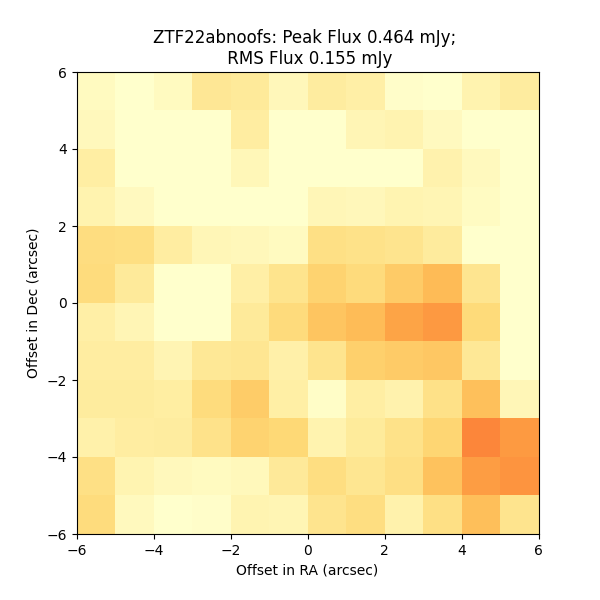 ZTF22abnoofs: Peak Flux 0.464 mJy;
RMS Flux 0.155 mJy
6
4
2
0
−2
−4
−6
Offset in Dec (arcsec)
−6 −4 −2 0 2 4 6
Offset in RA (arcsec)